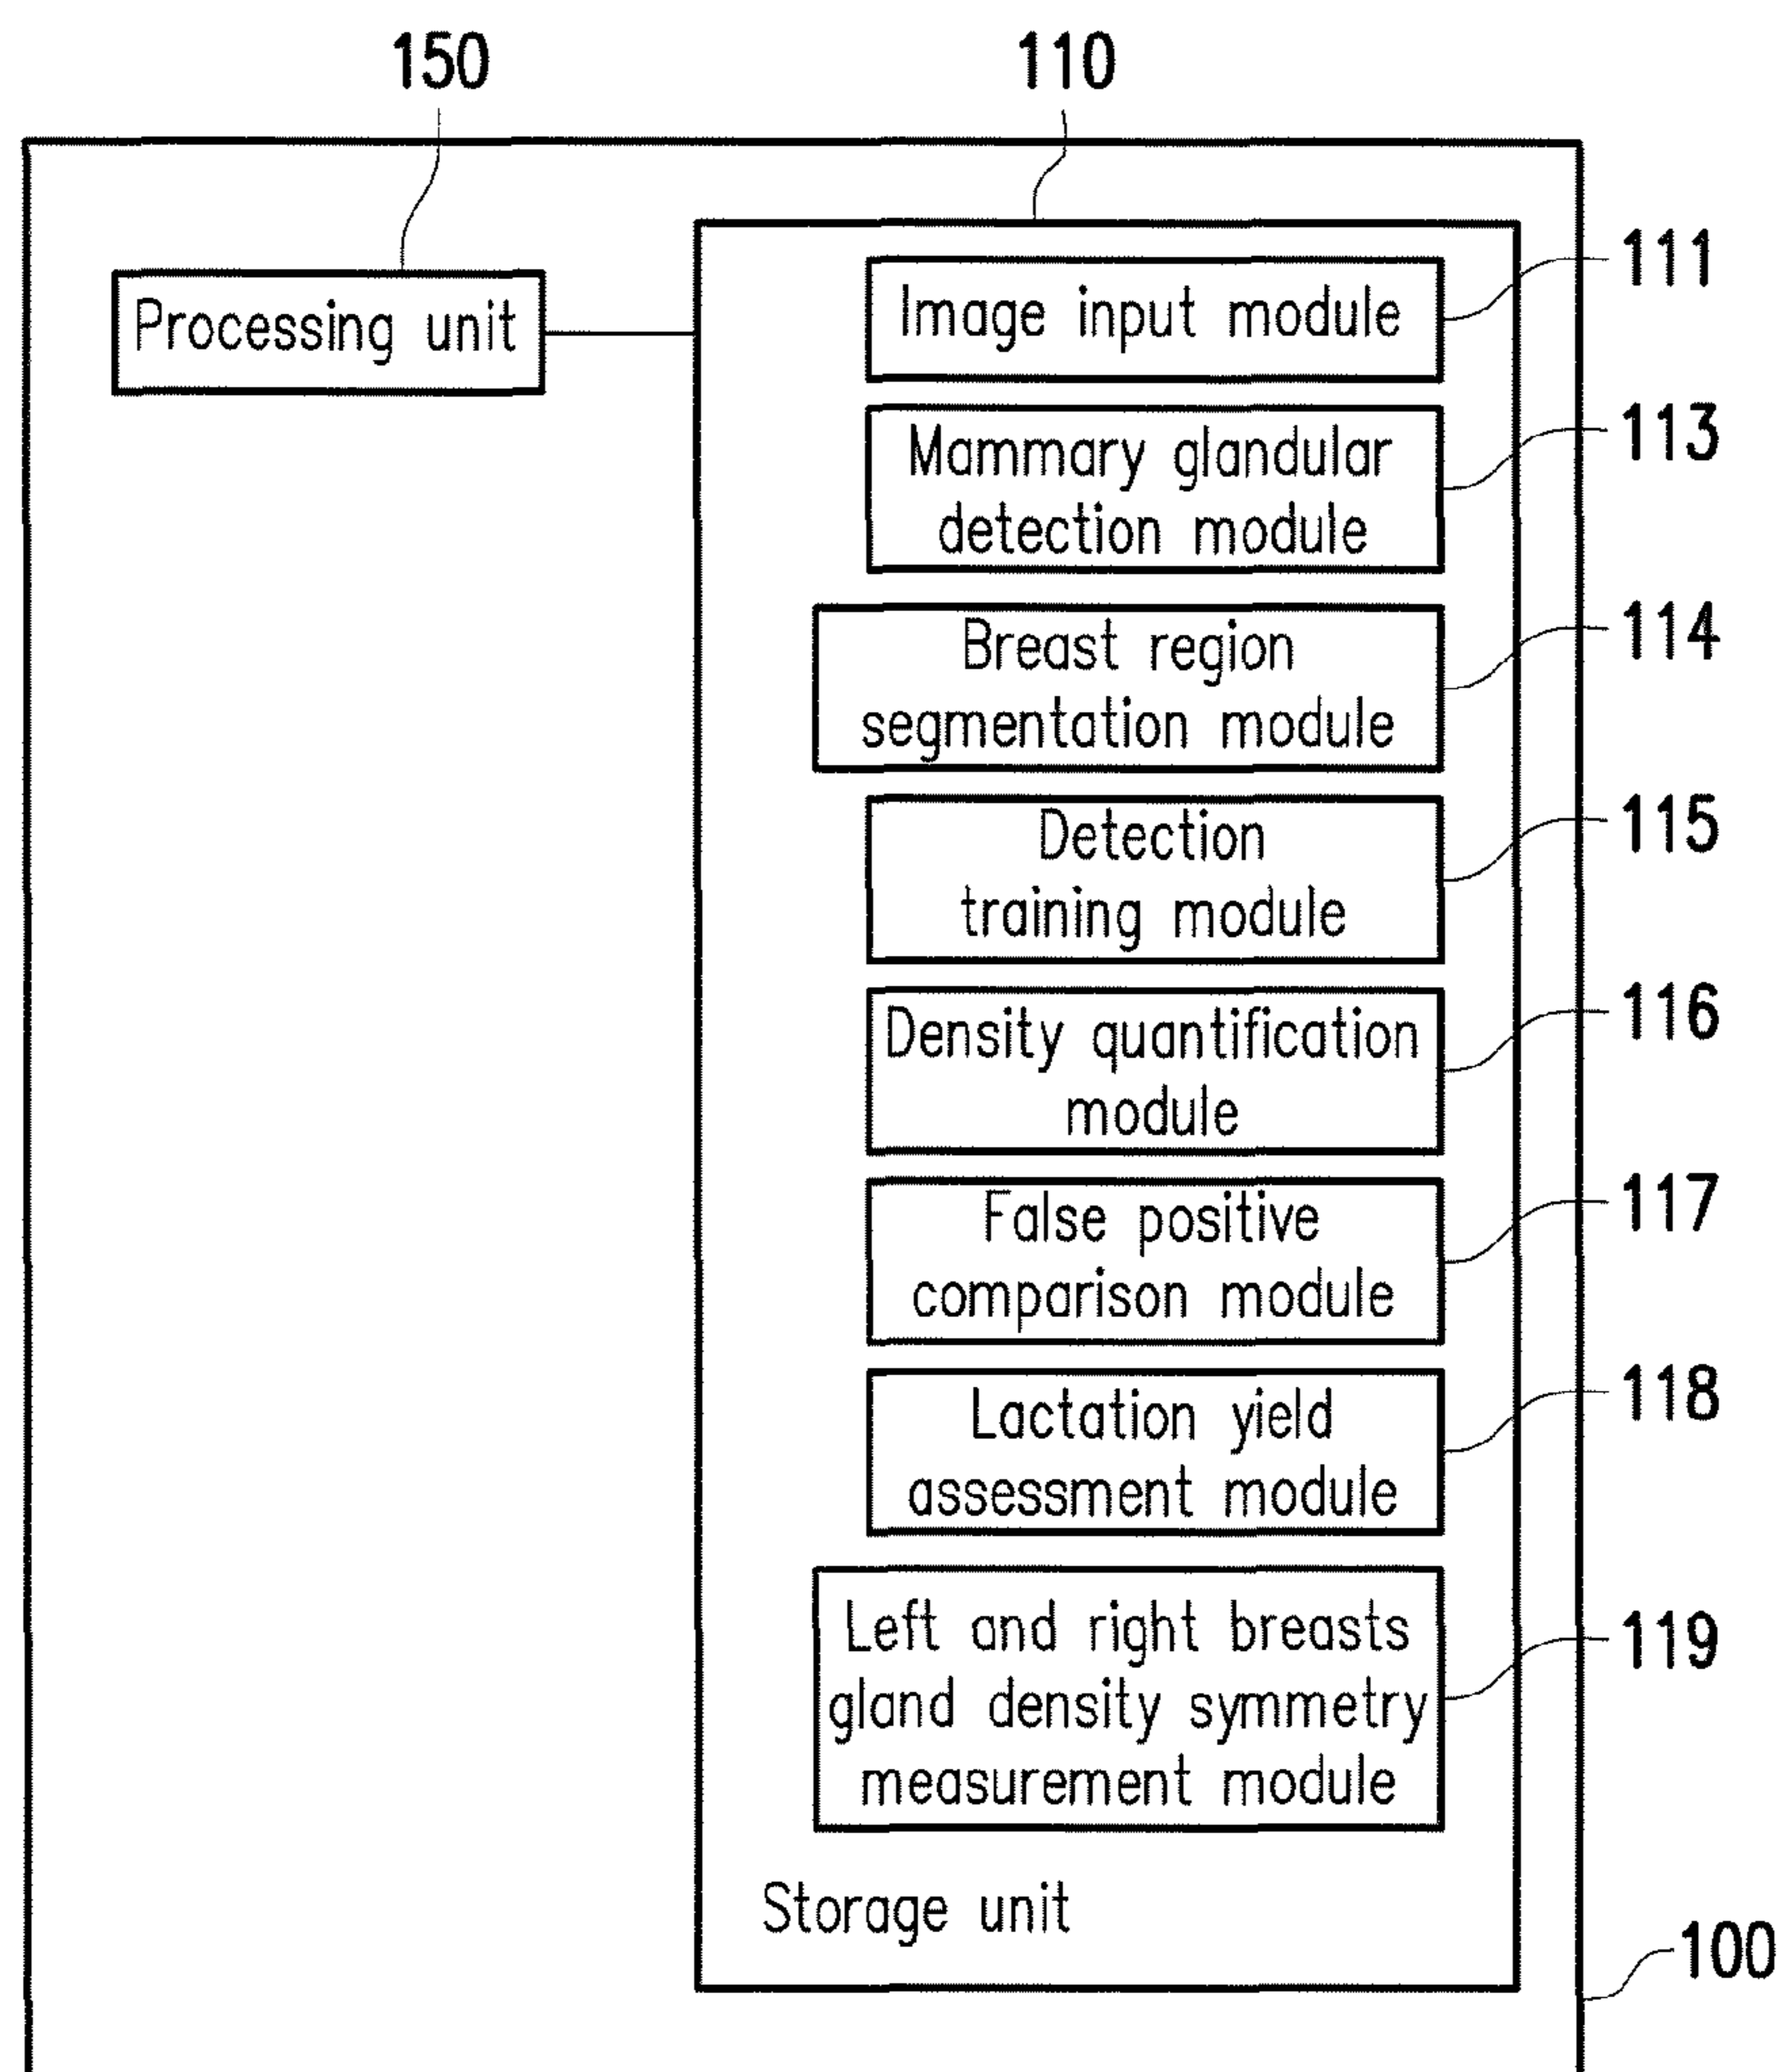 150
110
Processing unit
Image input module
111
Mammary glandular
detection module
113
Breast region
segmentation module
114
Detection
training module
115
Density quantification
module
116
False positive
comparison module
117
Lactation yield
assessment module
118
Left and right breasts
gland density symmetry
measurement module
119
Storage unit
100